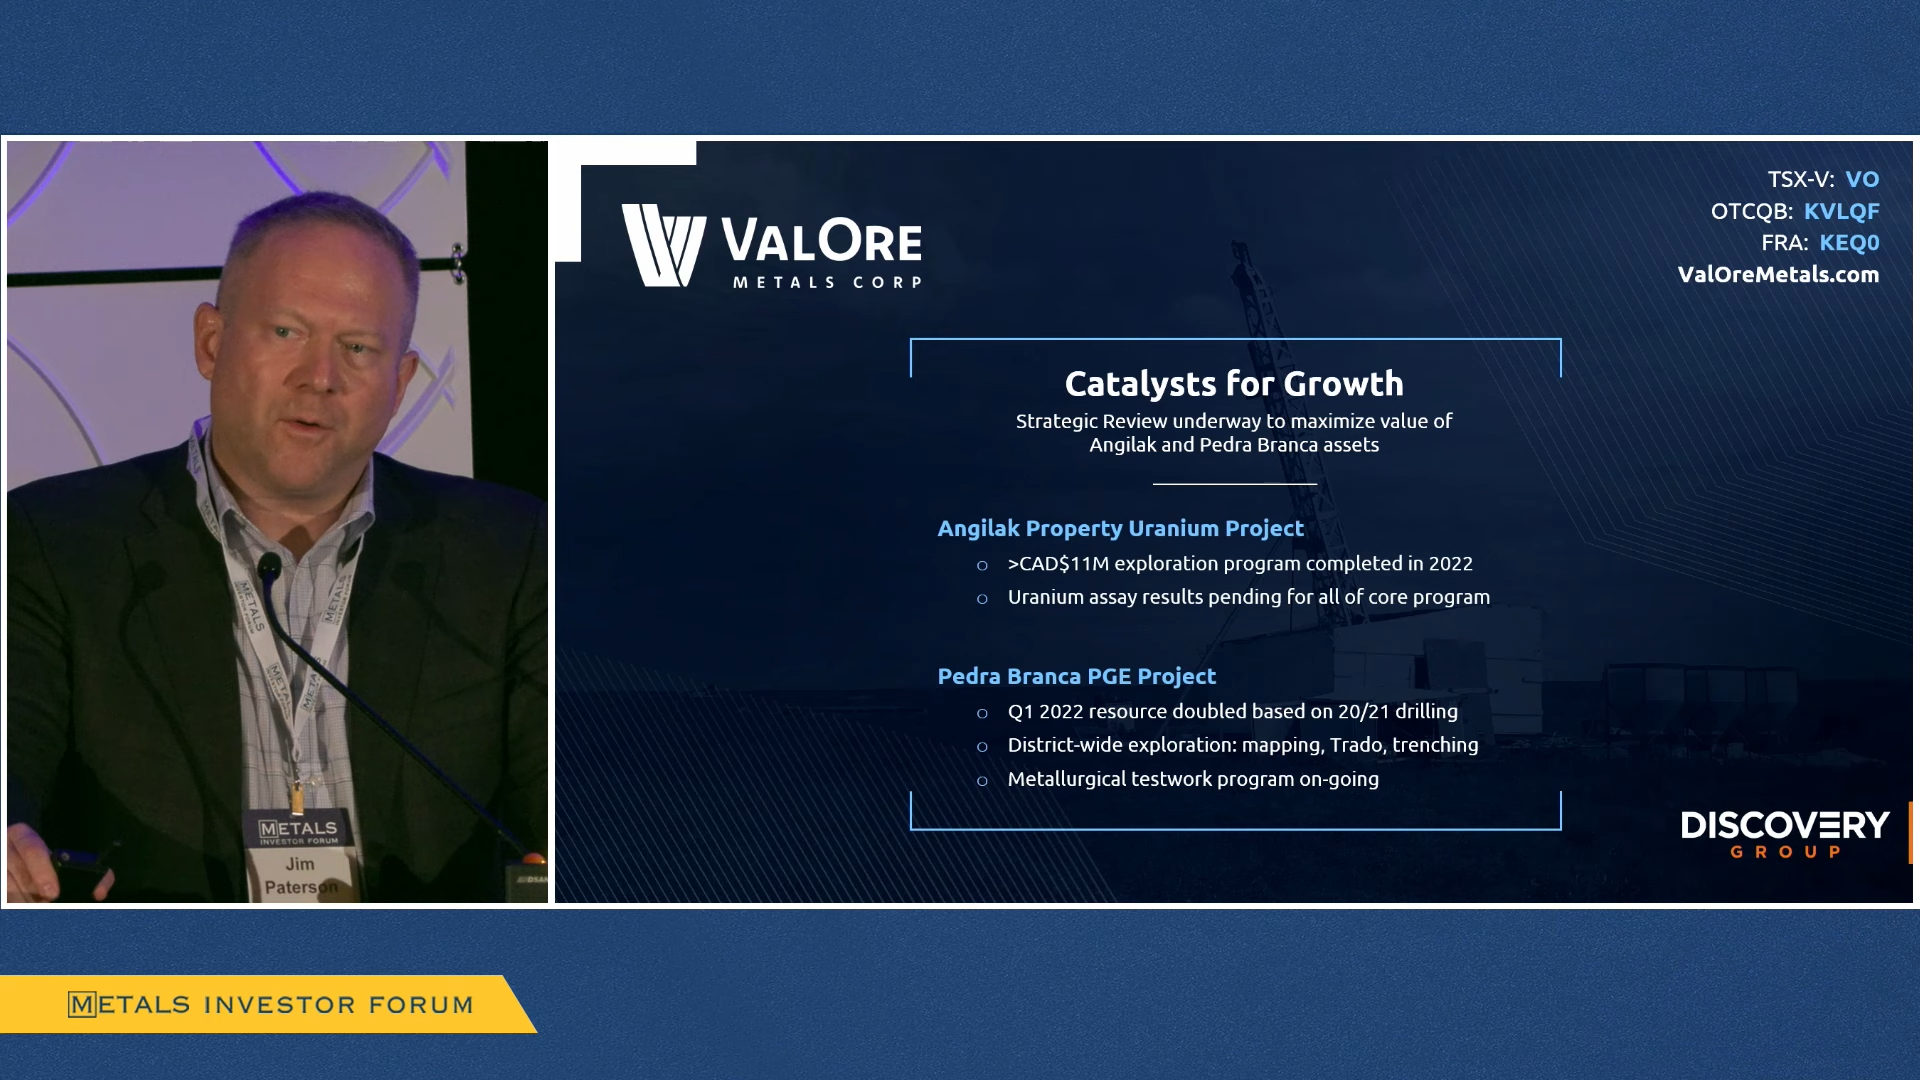 METALS
INVESTOR FORUM
Jim
Paterson
VALORE
METALS CORP
TSX-V: VO
OTCQB: KVLQF
FRA: KEQ0
ValOreMetals.com
Catalysts for Growth
Strategic Review underway to maximize value of
Angilak and Pedra Branca assets
Angilak Property Uranium Project
o >CAD$11M exploration program completed in 2022
o Uranium assay results pending for all of core program
Pedra Branca PGE Project
o Q1 2022 resource doubled based on 20/21 drilling
o District-wide exploration: mapping, Trado, trenching
o Metallurgical testwork program on-going
DISCOVERY
GROUP
METALS INVESTOR FORUM